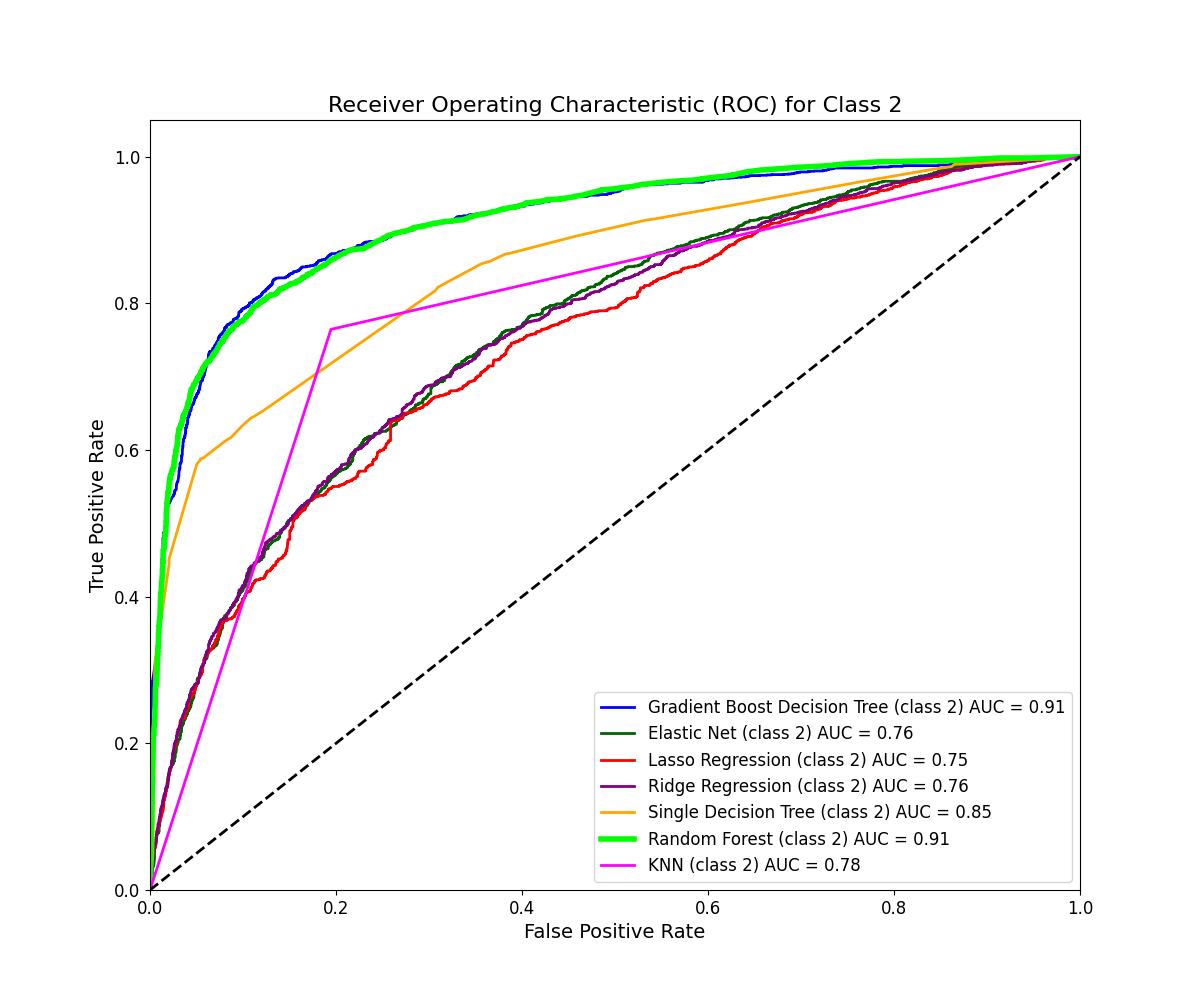 Receiver Operating Characteristic (ROC) for Class 2
True Positive Rate
1.0
0.8
0.6
0.4
0.2
0.0
Gradient Boost Decision Tree (class 2) AUC = 0.91
Elastic Net (class 2) AUC = 0.76
Lasso Regression (class 2) AUC = 0.75
Ridge Regression (class 2) AUC = 0.76
Single Decision Tree (class 2) AUC = 0.85
Random Forest (class 2) AUC = 0.91
KNN (class 2) AUC = 0.78
0.0 0.2 0.4 0.6 0.8 1.0
False Positive Rate